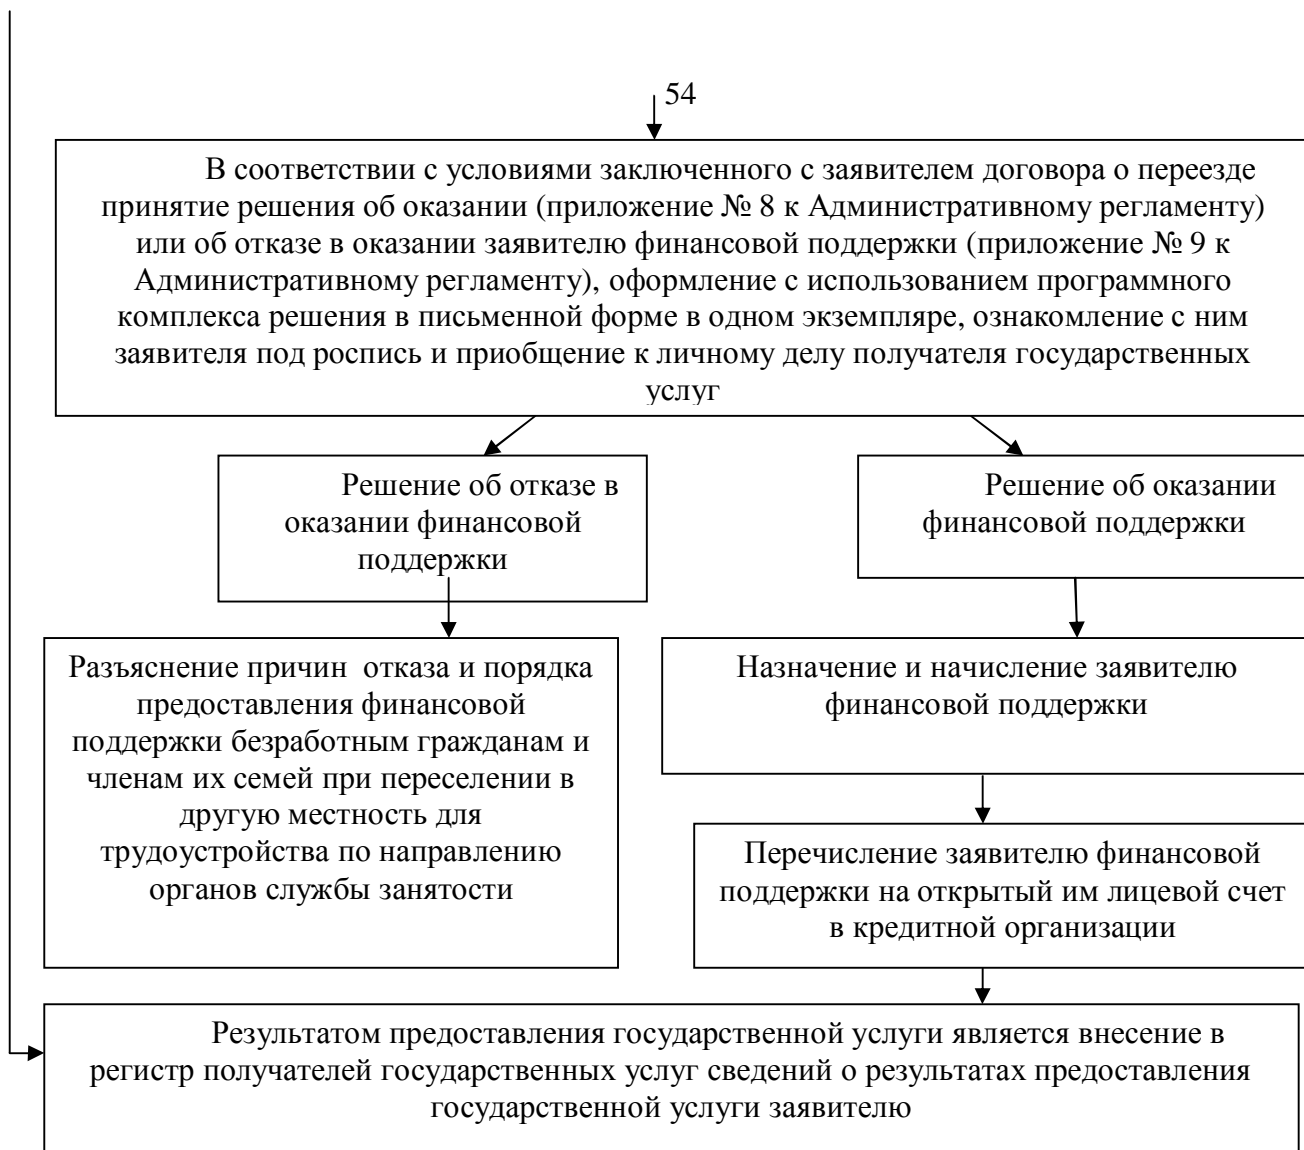 54
В соответствии с условиями заключенного с заявителем договора о переезде
принятие решения об оказании (приложение № 8 к Административному регламенту)
или об отказе в оказании заявителю финансовой поддержки (приложение № 9 к
Административному регламенту), оформление с использованием программного
комплекса решения в письменной форме в одном экземпляре, ознакомление с ним
заявителя под роспись и приобщение к личному делу получателя государственных
услуг
Решение об отказе в
оказании финансовой
поддержки
Решение об оказании
финансовой поддержки
Разъяснение причин отказа и порядка
предоставления финансовой
поддержки безработным гражданам и
членам их семей при переселении в
другую местность для
трудоустройства по направлению
органов службы занятости
Назначение и начисление заявителю
финансовой поддержки
Перечисление заявителю финансовой
поддержки на открытый им лицевой счет
в кредитной организации
Результатом предоставления государственной услуги является внесение в
регистр получателей государственных услуг сведений о результатах предоставления
государственной услуги заявителю